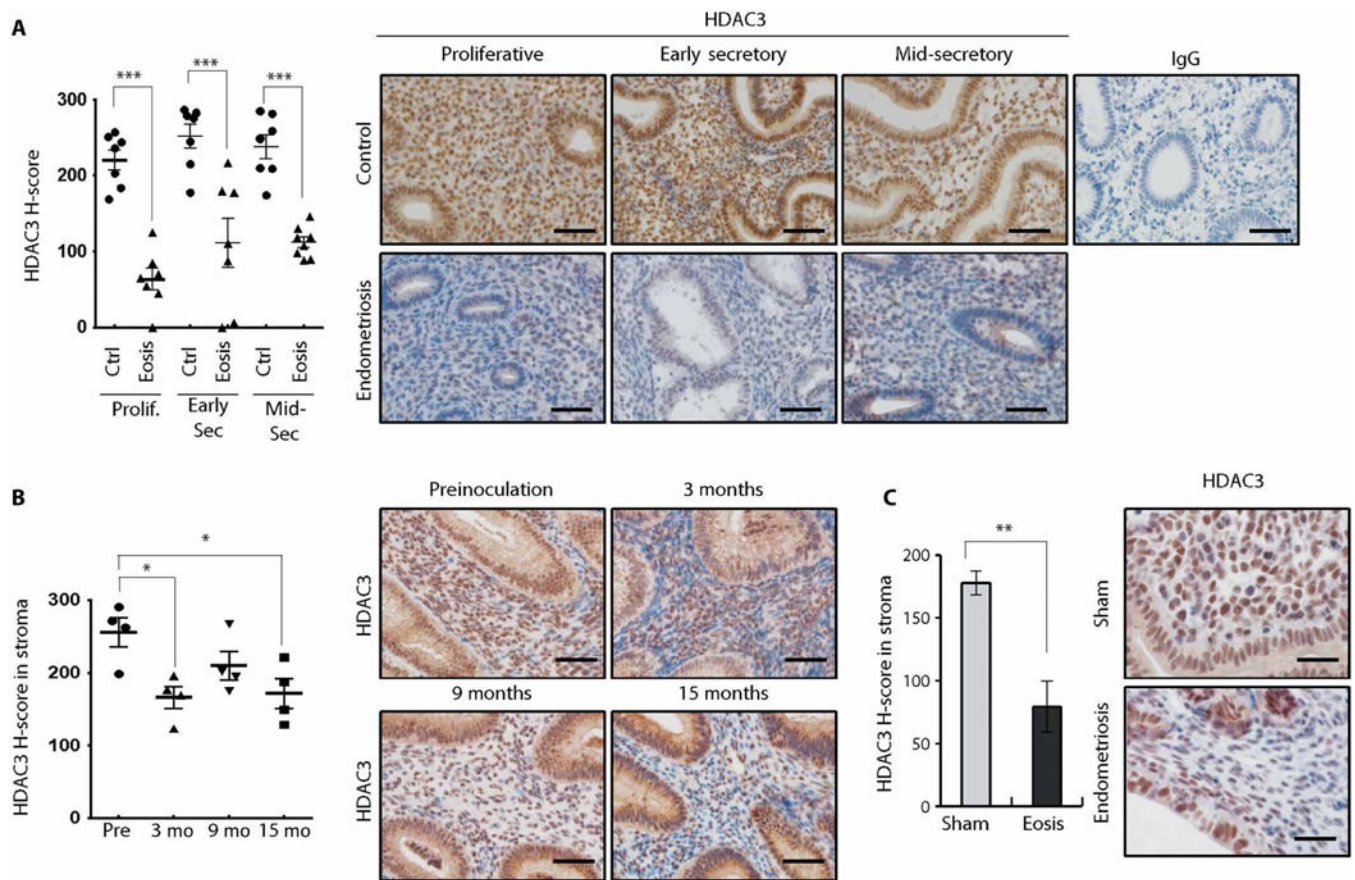 A
HDAC3
Proliferative
Early secretory
Mid-secretory
IgG
***
***
***
300
200
100
0
HDAC3 H-score
Ctrl
Eosis
Ctrl
Eosis
Ctrl
Eosis
Prolif.
Early
Sec
Mid-
Sec
Control
Endometriosis
B
Preinoculation
3 months
*
*
300
200
100
0
HDAC3 H-score in stroma
Pre
3 mo
9 mo
15 mo
HDAC3
9 months
15 months
HDAC3
C
HDAC3
**
200
150
100
50
0
HDAC3 H-score in stroma
Sham
Eosis
Sham
Endometriosis